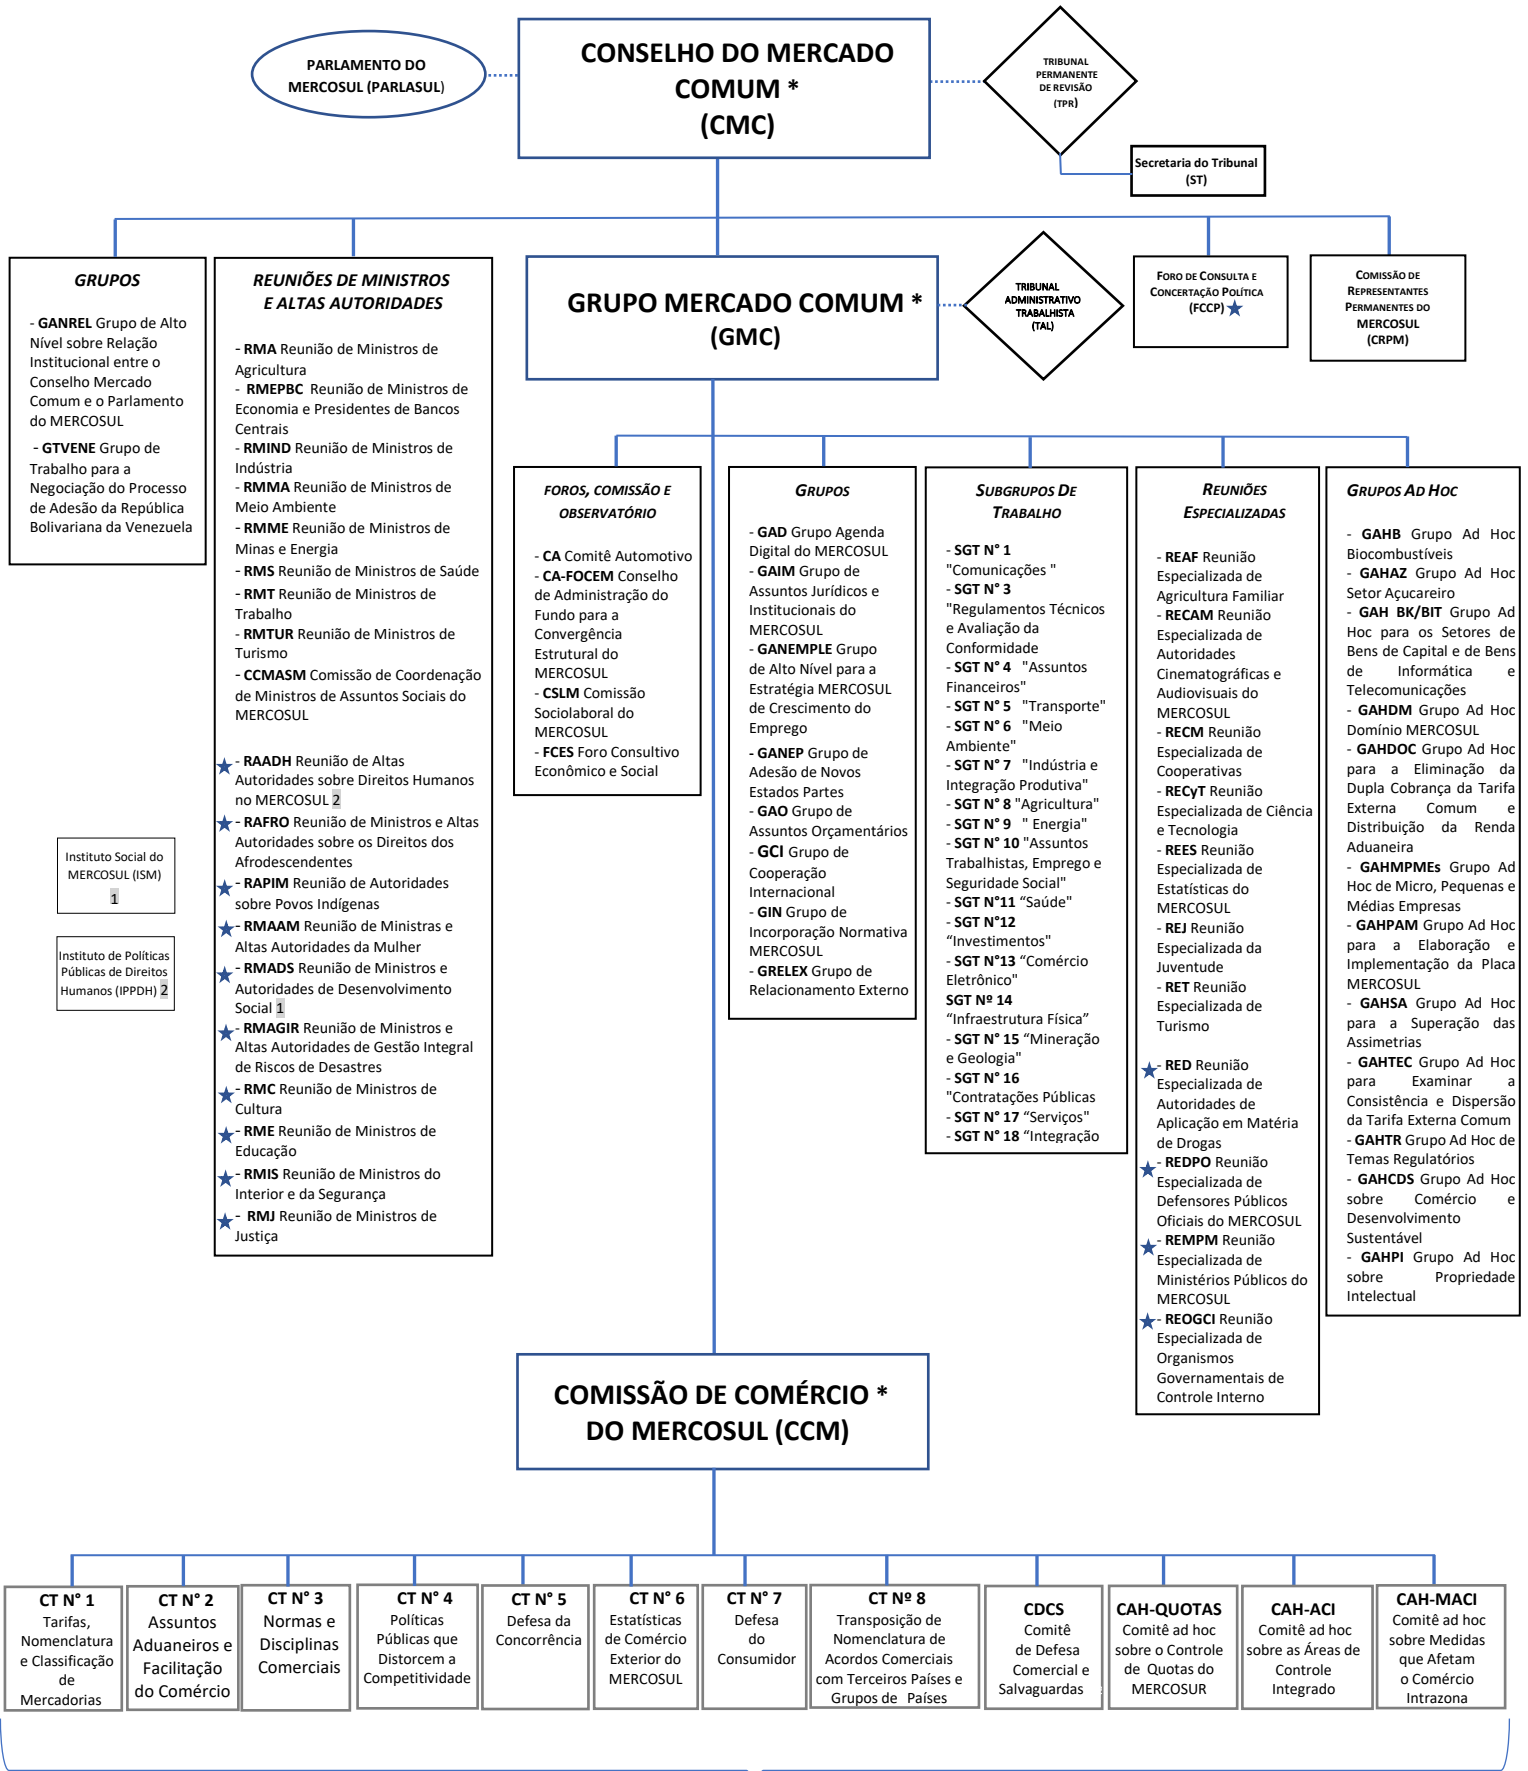 PARLAMENTO DO
MERCOSUL (PARLASUL)
CONSELHO DO MERCADO
COMUM *
(CMC)
TRIBUNAL
PERMANENTE
DE REVISÃO
(TPR)
Secretaria do Tribunal
(ST)
GRUPOS
- GANREL Grupo de Alto
Nível sobre Relação
Institucional entre o
Conselho Mercado
Comum e o Parlamento
do MERCOSUL
- GTVENE Grupo de
Trabalho para a
Negociação do Processo
de Adesão da República
Bolivariana da Venezuela
REUNIÕES DE MINISTROS
E ALTAS AUTORIDADES
- RMA Reunião de Ministros de
Agricultura
- RMEPBC Reunião de Ministros de
Economia e Presidentes de Bancos
Centrais
- RMIND Reunião de Ministros de
Indústria
- RMMA Reunião de Ministros de
Meio Ambiente
- RMME Reunião de Ministros de
Minas e Energia
- RMS Reunião de Ministros de Saúde
- RMT Reunião de Ministros de
Trabalho
- RMTUR Reunião de Ministros de
Turismo
- CCMASM Comissão de Coordenação
de Ministros de Assuntos Sociais do
MERCOSUL
- RAADH Reunião de Altas
Autoridades sobre Direitos Humanos
no MERCOSUL 2
- RAFRO Reunião de Ministros e Altas
Autoridades sobre os Direitos dos
Afrodescendentes
- RAPIM Reunião de Autoridades
sobre Povos Indígenas
- RMAAM Reunião de Ministras e
Altas Autoridades da Mulher
- RMADS Reunião de Ministros e
Autoridades de Desenvolvimento
Social 1
- RMAGIR Reunião de Ministros e
Altas Autoridades de Gestão Integral
de Riscos de Desastres
- RMC Reunião de Ministros de
Cultura
- RME Reunião de Ministros de
Educação
- RMIS Reunião de Ministros do
Interior e da Segurança
- RMJ Reunião de Ministros de
Justiça
Instituto Social do
MERCOSUL (ISM)
1
Instituto de Políticas
Públicas de Direitos
Humanos (IPPDH) 2
GRUPO MERCADO COMUM *
(GMC)
TRIBUNAL
ADMINISTRATIVO
TRABALHISTA
(TAL)
FORO DE CONSULTA E
CONCERTAÇÃO POLÍTICA
(FCCP)
COMISSÃO DE
REPRESENTANTES
PERMANENTES DO
MERCOSUL
(CRPM)
FOROS, COMISSÃO E
OBSERVATÓRIO
- CA Comitê Automotivo
- CA-FOCEM Conselho
de Administração do
Fundo para a
Convergência
Estrutural do
MERCOSUL
- CSLM Comissão
Sociolaboral do
MERCOSUL
- FCES Foro Consultivo
Econômico e Social
GRUPOS
- GAD Grupo Agenda
Digital do MERCOSUL
- GAIM Grupo de
Assuntos Jurídicos e
Institucionais do
MERCOSUL
- GANEMPLE Grupo
de Alto Nível para a
Estratégia MERCOSUL
de Crescimento do
Emprego
- GANEP Grupo de
Adesão de Novos
Estados Partes
- GAO Grupo de
Assuntos Orçamentários
- GCI Grupo de
Cooperação
Internacional
- GIN Grupo de
Incorporação Normativa
MERCOSUL
- GRELEX Grupo de
Relacionamento Externo
SUBGRUPOS DE
TRABALHO
- SGT N° 1
"Comunicações "
- SGT N° 3
"Regulamentos Técnicos
e Avaliação da
Conformidade
- SGT N° 4 "Assuntos
Financeiros"
- SGT N° 5 "Transporte"
- SGT N° 6 "Meio
Ambiente"
- SGT N° 7 "Indústria e
Integração Produtiva"
- SGT N° 8 "Agricultura"
- SGT N° 9 " Energia"
- SGT N° 10 "Assuntos
Trabalhistas, Emprego e
Seguridade Social"
- SGT N°11 “Saúde"
- SGT N°12
“Investimentos"
- SGT N°13 “Comércio
Eletrônico"
SGT Nº 14
“Infraestrutura Física”
- SGT N° 15 “Mineração
e Geologia"
- SGT N° 16
"Contratações Públicas
- SGT N° 17 “Serviços"
- SGT N° 18 “Integração
REUNIÕES
ESPECIALIZADAS
- REAF Reunião
Especializada de
Agricultura Familiar
- RECAM Reunião
Especializada de
Autoridades
Cinematográficas e
Audiovisuais do
MERCOSUL
- RECM Reunião
Especializada de
Cooperativas
- RECyT Reunião
Especializada de Ciência
e Tecnologia
- REES Reunião
Especializada de
Estatísticas do
MERCOSUL
- REJ Reunião
Especializada da
Juventude
- RET Reunião
Especializada de
Turismo
- RED Reunião
Especializada de
Autoridades de
Aplicação em Matéria
de Drogas
- REDPO Reunião
Especializada de
Defensores Públicos
Oficiais do MERCOSUL
- REMPM Reunião
Especializada de
Ministérios Públicos do
MERCOSUL
- REOGCI Reunião
Especializada de
Organismos
Governamentais de
Controle Interno
GRUPOS AD HOC
- GAHB Grupo Ad Hoc
Biocombustíveis
- GAHAZ Grupo Ad Hoc
Setor Açucareiro
- GAH BK/BIT Grupo Ad
Hoc para os Setores de
Bens de Capital e de Bens
de Informática e
Telecomunicações
- GAHDM Grupo Ad Hoc
Domínio MERCOSUL
- GAHDOC Grupo Ad Hoc
para a Eliminação da
Dupla Cobrança da Tarifa
Externa Comum e
Distribuição da Renda
Aduaneira
- GAHMPMEs Grupo Ad
Hoc de Micro, Pequenas e
Médias Empresas
- GAHPAM Grupo Ad Hoc
para a Elaboração e
Implementação da Placa
MERCOSUL
- GAHSA Grupo Ad Hoc
para a Superação das
Assimetrias
- GAHTEC Grupo Ad Hoc
para Examinar a
Consistência e Dispersão
da Tarifa Externa Comum
- GAHTR Grupo Ad Hoc de
Temas Regulatórios
- GAHCDS Grupo Ad Hoc
sobre Comércio e
Desenvolvimento
Sustentável
- GAHPI Grupo Ad Hoc
sobre Propriedade
Intelectual
COMISSÃO DE COMÉRCIO *
DO MERCOSUL (CCM)
CT N° 1
Tarifas,
Nomenclatura
e Classificação
de
Mercadorias
CT N° 2
Assuntos
Aduaneiros e
Facilitação
do Comércio
CT N° 3
Normas e
Disciplinas
Comerciais
CT N° 4
Políticas
Públicas que
Distorcem a
Competitividade
CT N° 5
Defesa da
Concorrência
CT N° 6
Estatísticas
de Comércio
Exterior do
MERCOSUL
CT N° 7
Defesa
do
Consumidor
CT Nº 8
Transposição de
Nomenclatura de
Acordos Comerciais
com Terceiros Países e
Grupos de Países
CDCS
Comitê
de Defesa
Comercial e
Salvaguardas
CAH-QUOTAS
Comitê ad hoc
sobre o Controle
de Quotas do
MERCOSUR
CAH-ACI
Comitê ad hoc
sobre as Áreas de
Controle
Integrado
CAH-MACI
Comitê ad hoc
sobre Medidas
que Afetam
o Comércio
Intrazona